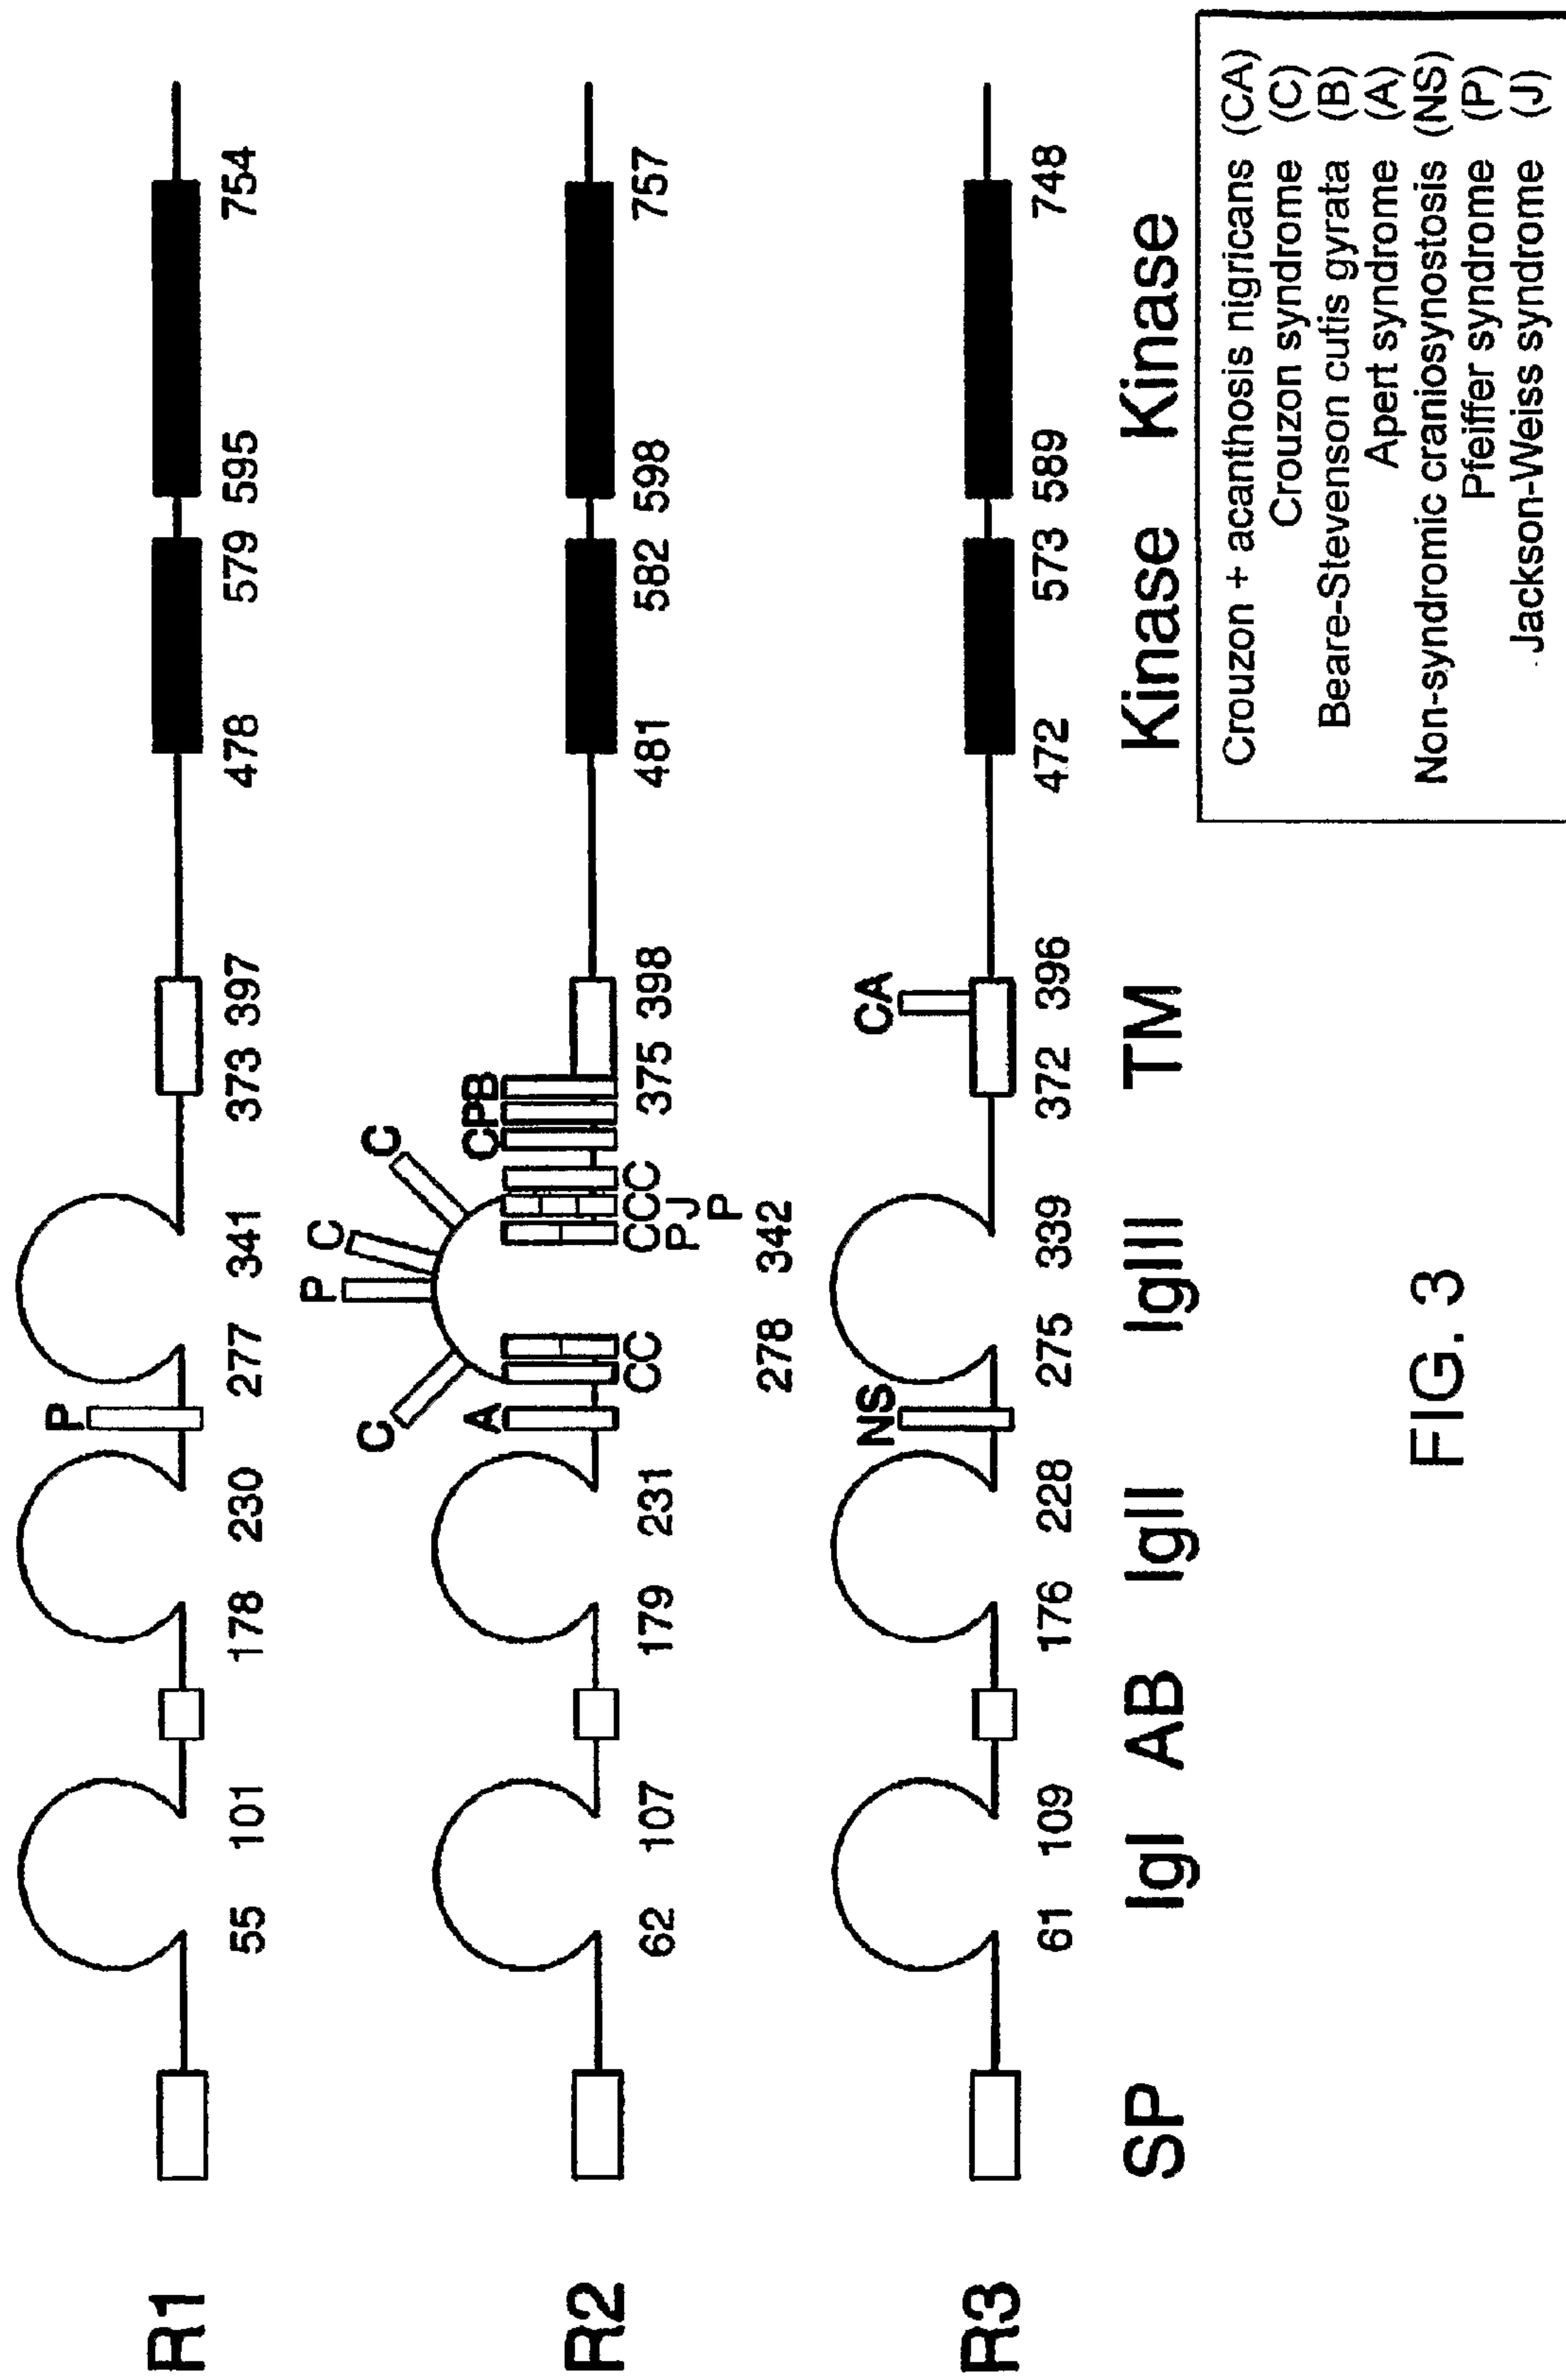 R1
P
55 101 178 230 277 341 373 397 478 579 595 754
R2
C P C C
A CPB
CC CCC
PJ
P
62 107 179 231 375 398 481 582 598 757
278 342
R3
NS CA
61 109 176 228 275 339 372 396 472 573 589 748
SP IgI AB IgII IgIII TM Kinase Kinase
Crouzon + acanthosis nigricans (CA)
Crouzon syndrome (C)
Beare-Stevenson cutis gyrata (B)
Apert syndrome (A)
Non-syndromic craniosynostosis (NS)
Pfeiffer syndrome (P)
Jackson-Weiss syndrome (J)
FIG. 3